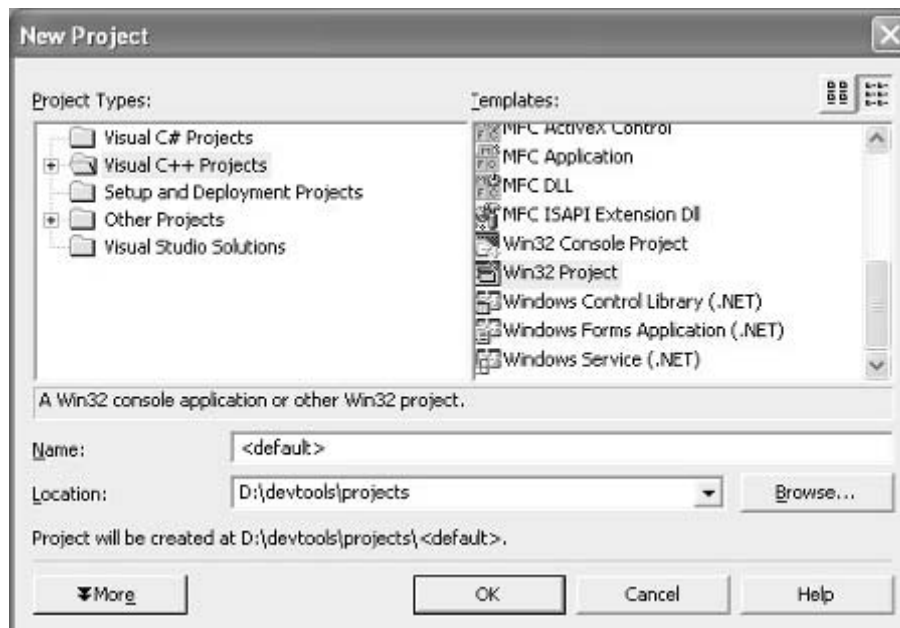 New Project
Project Types:
Templates:
Visual C# Projects
Visual C++ Projects
Setup and Deployment Projects
Other Projects
Visual Studio Solutions
MFC ActiveX Control
MFC Application
MFC DLL
MFC ISAPI Extension Dll
Win32 Console Project
Win32 Project
Windows Control Library (.NET)
Windows Forms Application (.NET)
Windows Service (.NET)
A Win32 console application or other Win32 project.
Name:
<default>
Location:
D:\devtools\projects
Browse...
Project will be created at D:\devtools\projects\<default>.
More
OK
Cancel
Help